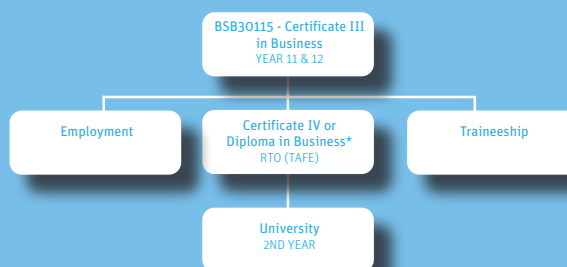 BSB30115 - Certificate III
in Business
YEAR 11 & 12
Employment
Certificate IV or
Diploma in Business*
RTO (TAFE)
Traineeship
University
2ND YEAR